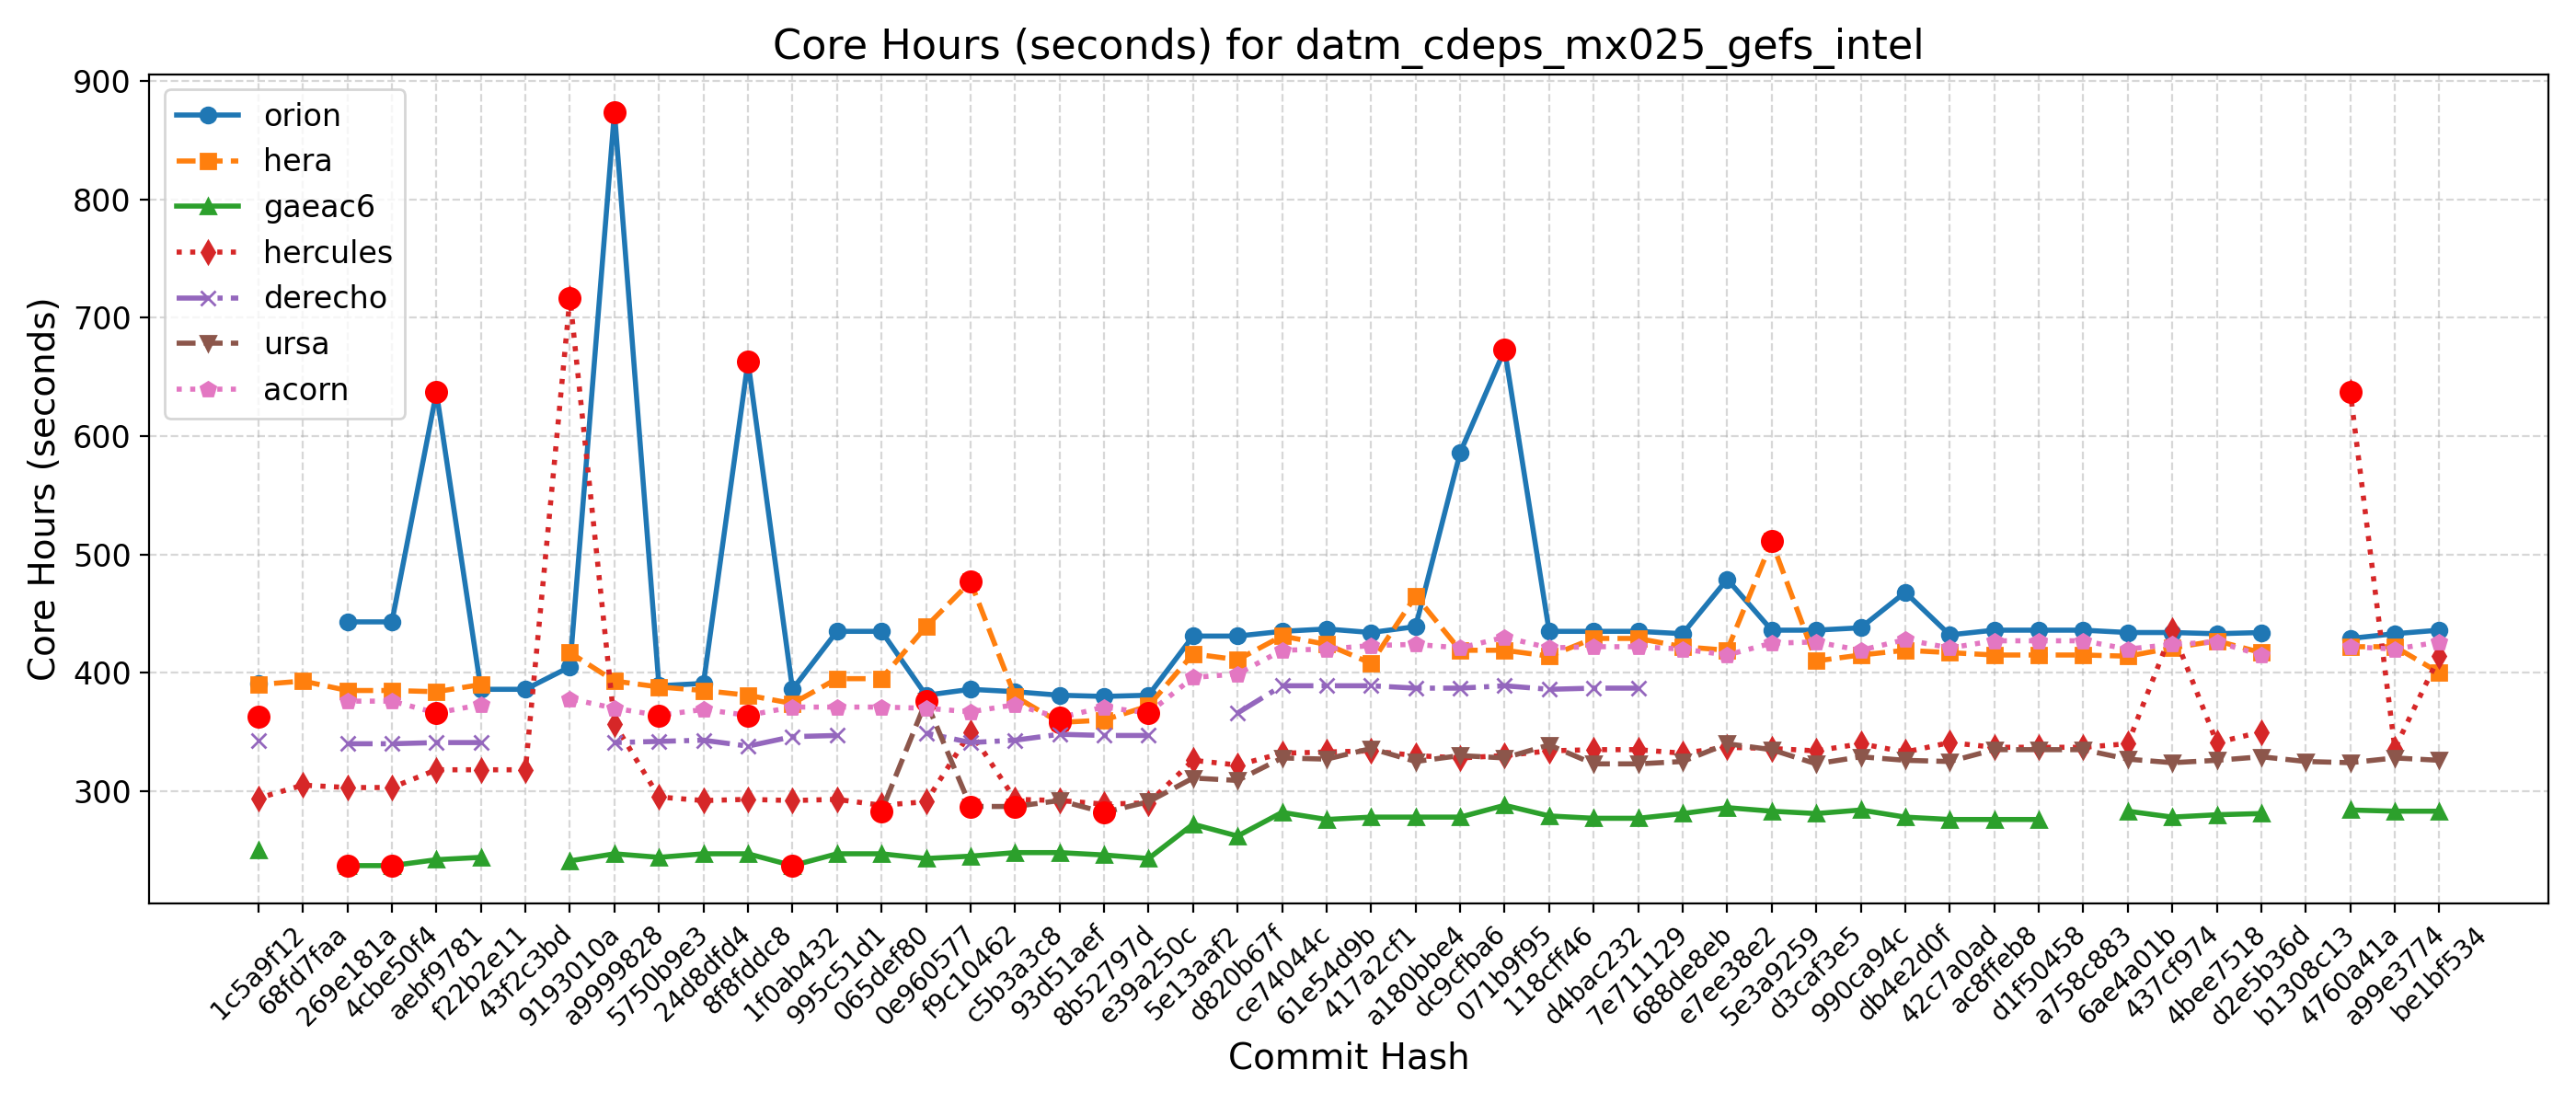 Core Hours (seconds) for datm_cdeps_mx025_gefs_intel
Core Hours (seconds)
900
800
700
600
500
400
300
orion
hera
gaeac6
hercules
derecho
ursa
acorn
1c5a9f12
68fd7faa
269e181a
4cbe50f4
aebf9781
f22b2e11
43f2c3bd
9193010a
a9999828
5750b9e3
24d8dfd4
8f8fddc8
1f0ab432
995c51d1
065def80
0e960577
f9c10462
c5b3a3c8
93d51aef
8b52797d
e39a250c
5e13aaf2
d820b67f
ce74044c
61e54d9b
417a2cf1
a180bbe4
dc9cfba6
071b9f95
118cff46
d4bac232
7e711129
688de8eb
e7ee38e2
5e3a9259
d3caf3e5
990ca94c
db4e2d0f
42c7a0ad
ac8ffeb8
d1f50458
a758c883
6ae4a01b
437cf974
4bee7518
d2e5b36d
b1308c13
4760a41a
a99e3774
be1bf534
Commit Hash